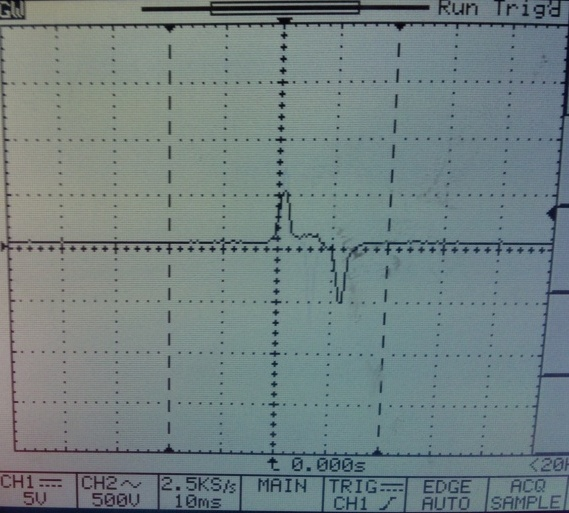 GW Run Trig'd
t 0.000s <20H
CH1 CH2 2.5KS/s MAIN TRIG EDGE ACQ
5V 500V 10ms CH1 AUTO SAMPLE